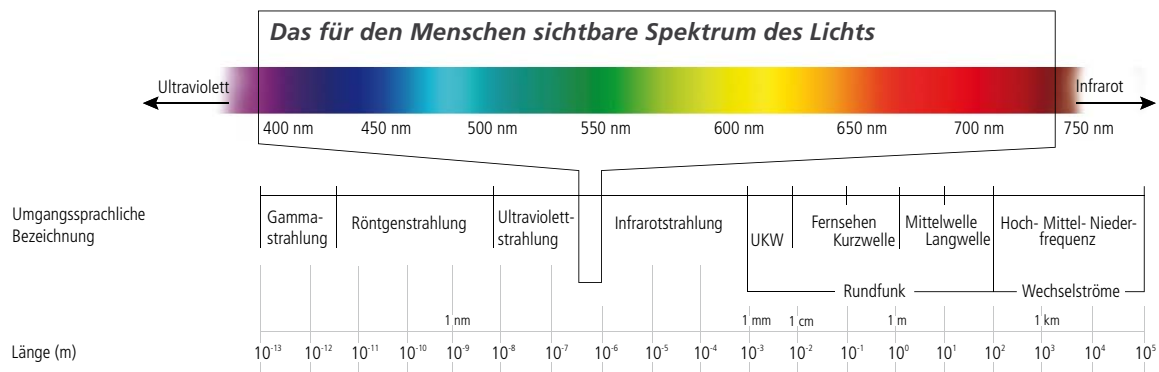 Das für den Menschen sichtbare Spektrum des Lichts
Ultraviolett
Infrarot
400 nm 450 nm 500 nm 550 nm 600 nm 650 nm 700 nm 750 nm
Umgangssprachliche
Bezeichnung
Gamma-
strahlung
Röntgenstrahlung
Ultraviolett-
strahlung
Infrarotstrahlung
UKW
Fernsehen
Kurzwelle
Mittelwelle
Langwelle
Hoch- Mittel- Nieder-
frequenz
Rundfunk
Wechselströme
1 nm 1 mm 1 cm 1 m 1 km
Länge (m)
10⁻¹³ 10⁻¹² 10⁻¹¹ 10⁻¹⁰ 10⁻⁹ 10⁻⁸ 10⁻⁷ 10⁻⁶ 10⁻⁵ 10⁻⁴ 10⁻³ 10⁻² 10⁻¹ 10⁰ 10¹ 10² 10³ 10⁴ 10⁵